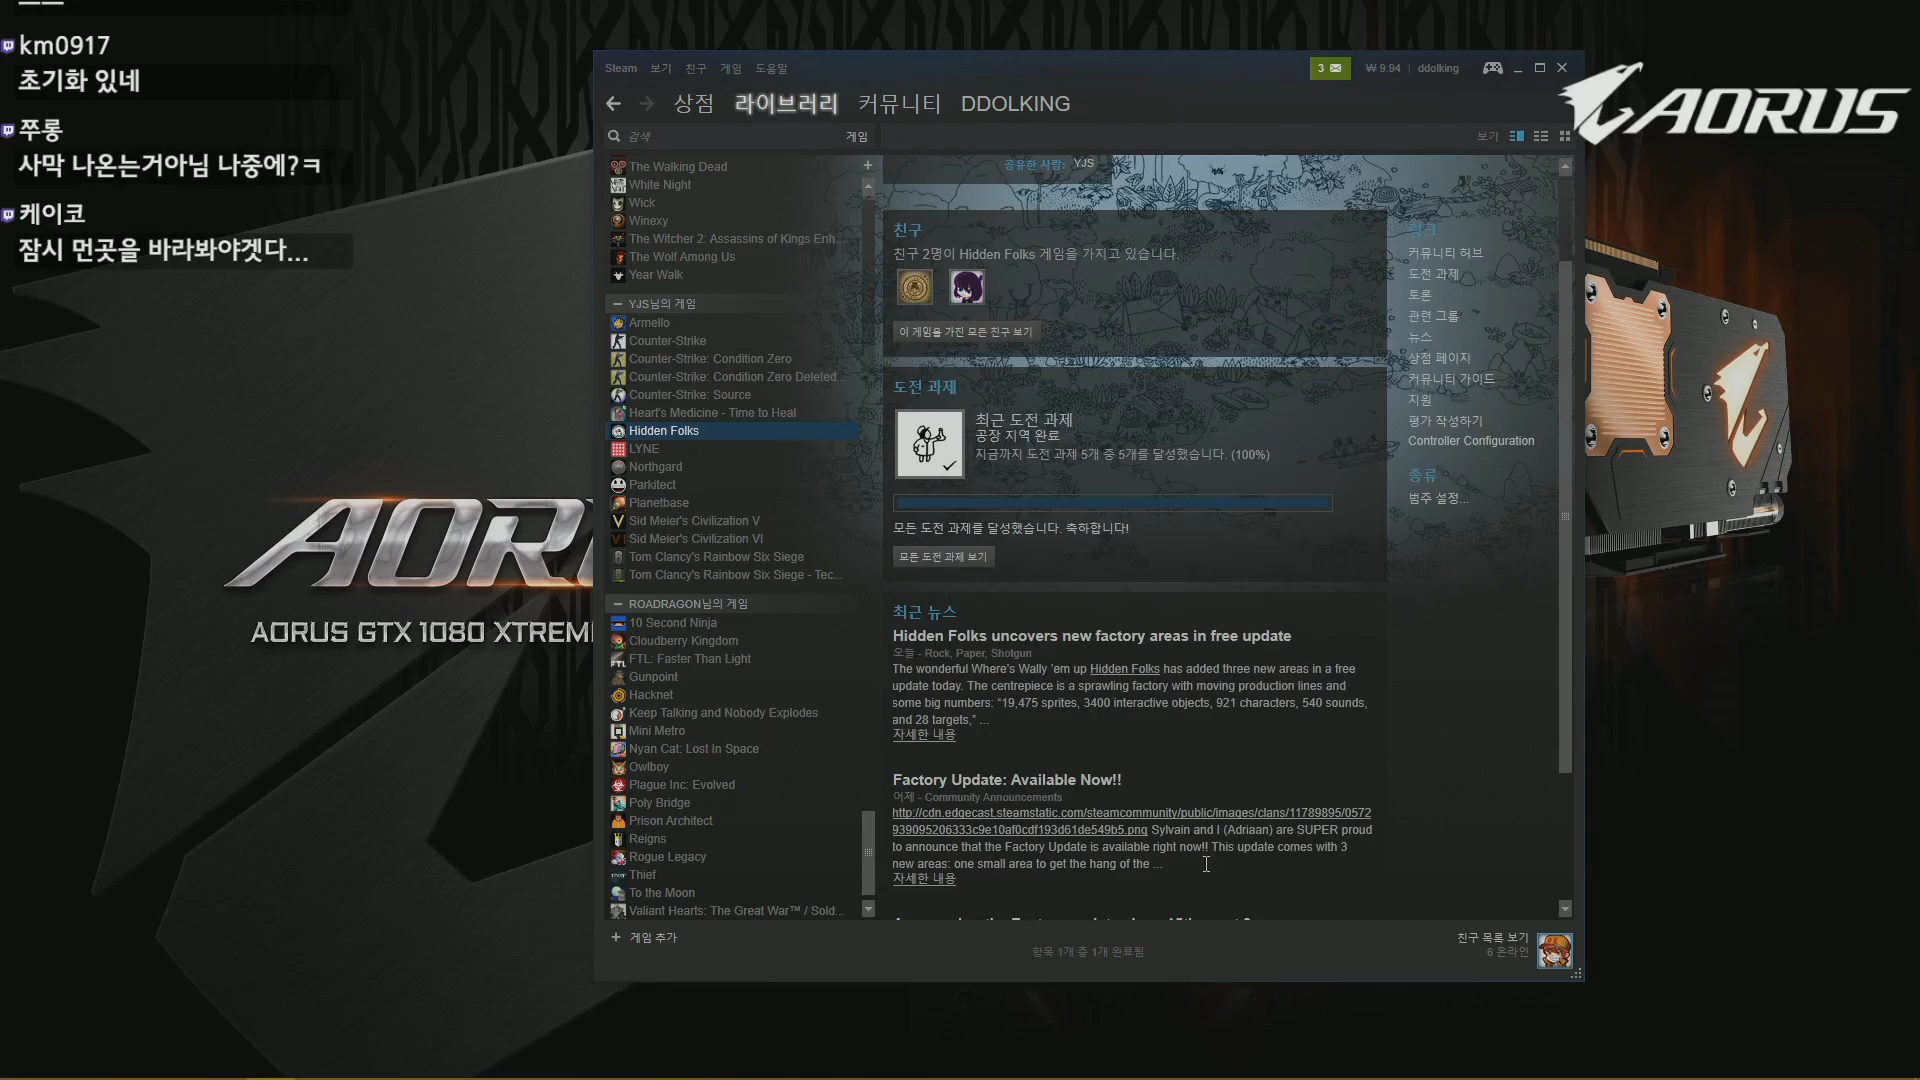 km0917
초기화 있네
쭈롱
사막 나온는거아님 나중에?ㅋ
케이코
잠시 먼곳을 바라봐야겟다...
AORUS GTX 1080 XTREM
AORUS
Steam 보기 친구 게임 도움말
3
₩ 9.94 | ddolking
상점 라이브러리 커뮤니티 DDOLKING
검색
게임
보기
The Walking Dead
White Night
Wick
Winexy
The Witcher 2: Assassins of Kings Enh...
The Wolf Among Us
Year Walk
YJS님의 게임
Armello
Counter-Strike
Counter-Strike: Condition Zero
Counter-Strike: Condition Zero Deleted...
Counter-Strike: Source
Heart's Medicine - Time to Heal
Hidden Folks
LYNE
Northgard
Parkitect
Planetbase
Sid Meier's Civilization V
Sid Meier's Civilization VI
Tom Clancy's Rainbow Six Siege
Tom Clancy's Rainbow Six Siege - Tec...
ROADRAGON님의 게임
10 Second Ninja
Cloudberry Kingdom
FTL: Faster Than Light
Gunpoint
Hacknet
Keep Talking and Nobody Explodes
Mini Metro
Nyan Cat: Lost In Space
Owlboy
Plague Inc: Evolved
Poly Bridge
Prison Architect
Reigns
Rogue Legacy
Thief
To the Moon
Valiant Hearts: The Great War™ / Sold...
게임 추가
공유한 사람: YJS
친구
친구 2명이 Hidden Folks 게임을 가지고 있습니다.
이 게임을 가진 모든 친구 보기
도전 과제
최근 도전 과제
공장 지역 완료
지금까지 도전 과제 5개 중 5개를 달성했습니다. (100%)
모든 도전 과제를 달성했습니다. 축하합니다!
모든 도전 과제 보기
최근 뉴스
Hidden Folks uncovers new factory areas in free update
오늘 - Rock, Paper, Shotgun
The wonderful Where's Wally 'em up Hidden Folks has added three new areas in a free
update today. The centrepiece is a sprawling factory with moving production lines and
some big numbers: “19,475 sprites, 3400 interactive objects, 921 characters, 540 sounds,
and 28 targets,” ...
자세한 내용
Factory Update: Available Now!!
어제 - Community Announcements
http://cdn.edgecast.steamstatic.com/steamcommunity/public/images/clans/11789895/0572
939095206333c9e10af0cdf193d61de549b5.png Sylvain and I (Adriaan) are SUPER proud
to announce that the Factory Update is available right now!! This update comes with 3
new areas: one small area to get the hang of the ...
자세한 내용
링크
커뮤니티 허브
도전 과제
토론
관련 그룹
뉴스
상점 페이지
커뮤니티 가이드
지원
평가 작성하기
Controller Configuration
종류
범주 설정...
항목 1개 중 1개 완료됨
친구 목록 보기
6 온라인